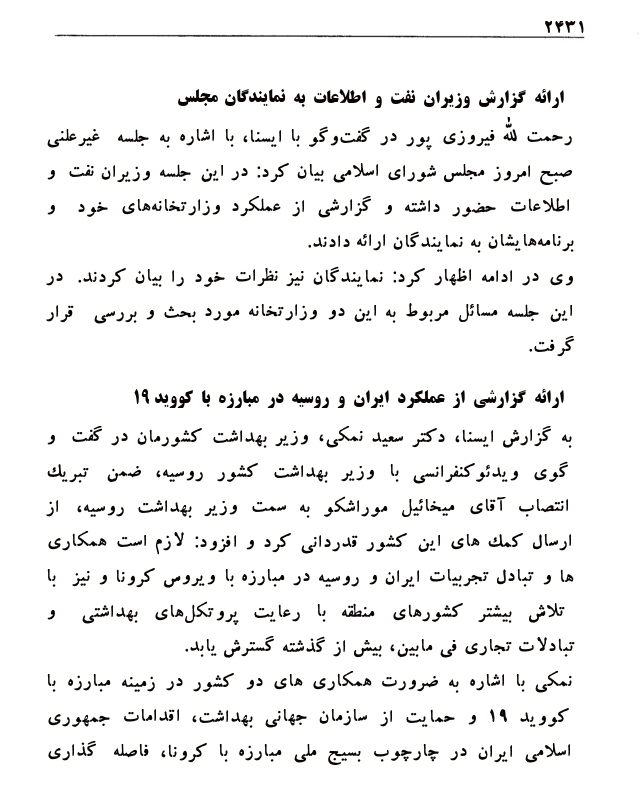 ۲۴۳۱
ارائه گزارش وزیران نفت و اطلاعات به نمایندگان مجلس
رحمت لله فیروزی پور در گفت‌وگو با ایسنا، با اشاره به جلسه غیرعلنی
صبح امروز مجلس شورای اسلامی بیان کرد: در این جلسه وزیران نفت و
اطلاعات حضور داشته و گزارشی از عملکرد وزارتخانه‌های خود و
برنامه‌هایشان به نمایندگان ارائه دادند.
وی در ادامه اظهار کرد: نمایندگان نیز نظرات خود را بیان کردند. در
این جلسه مسائل مربوط به این دو وزارتخانه مورد بحث و بررسی قرار
گرفت.
ارائه گزارشی از عملکرد ایران و روسیه در مبارزه با کووید ۱۹
به گزارش ایسنا، دکتر سعید نمکی، وزیر بهداشت کشورمان در گفت و
گوی ویدئوکنفرانسی با وزیر بهداشت کشور روسیه، ضمن تبریک
انتصاب آقای میخائیل موراشکو به سمت وزیر بهداشت روسیه، از
ارسال کمک های این کشور قدردانی کرد و افزود: لازم است همکاری
ها و تبادل تجربیات ایران و روسیه در مبارزه با ویروس کرونا و نیز با
تلاش بیشتر کشورهای منطقه با رعایت پروتکل‌های بهداشتی و
تبادلات تجاری فی مابین، بیش از گذشته گسترش یابد.
نمکی با اشاره به ضرورت همکاری های دو کشور در زمینه مبارزه با
کووید ۱۹ و حمایت از سازمان جهانی بهداشت، اقدامات جمهوری
اسلامی ایران در چارچوب بسیج ملی مبارزه با کرونا، فاصله گذاری